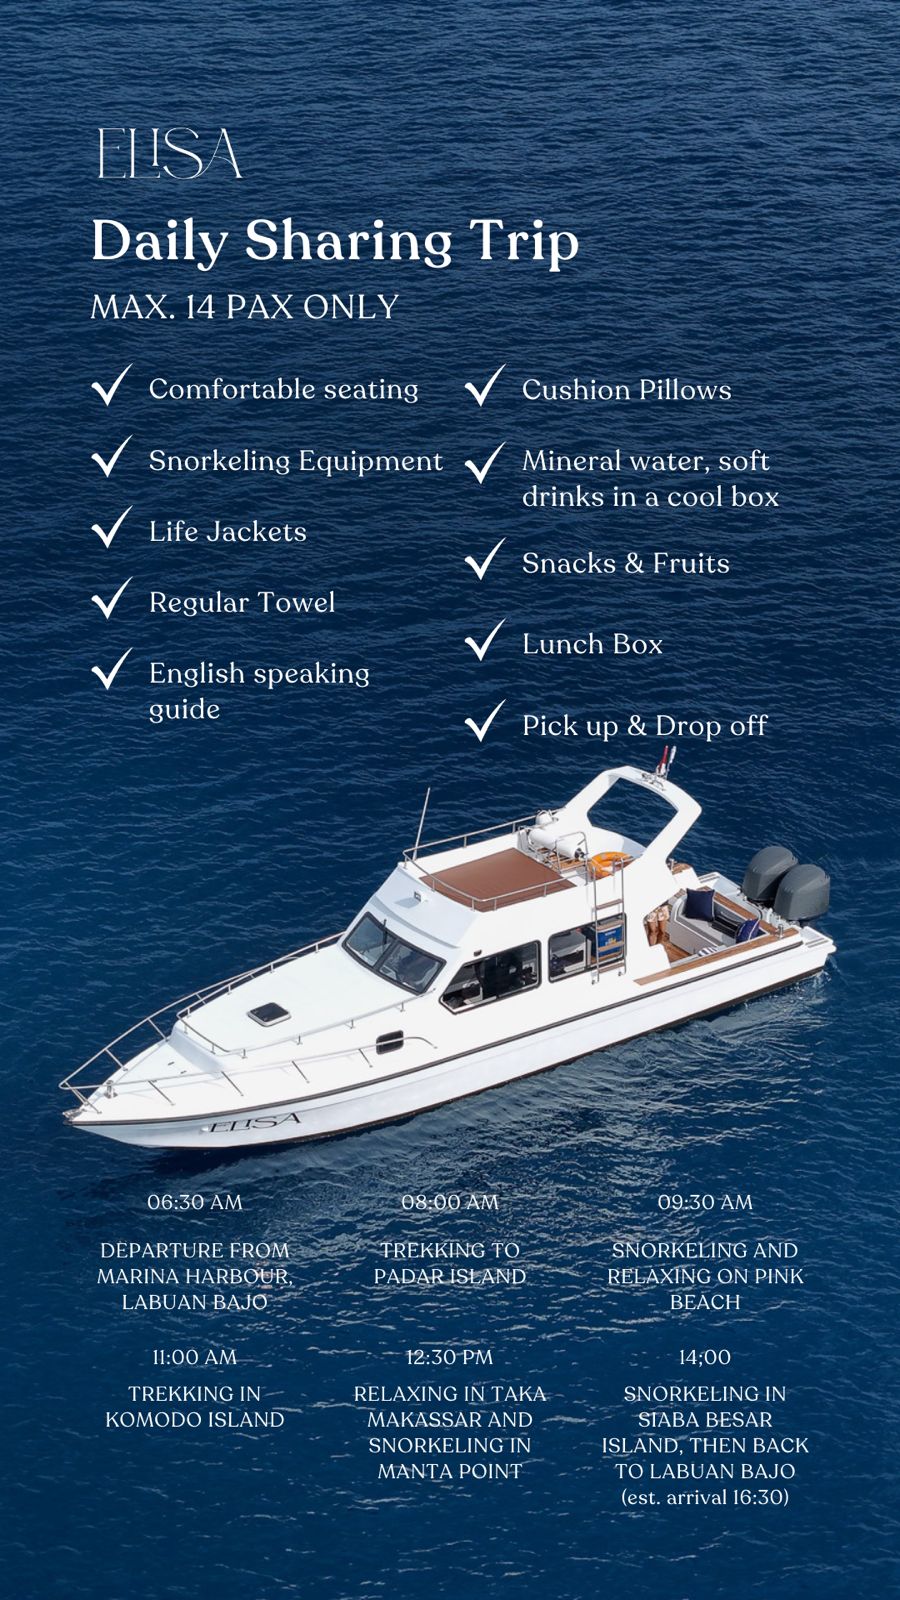 ELISA
Daily Sharing Trip
MAX. 14 PAX ONLY
Comfortable seating
Snorkeling Equipment
Life Jackets
Regular Towel
English speaking
guide
Cushion Pillows
Mineral water, soft
drinks in a cool box
Snacks & Fruits
Lunch Box
Pick up & Drop off
ELISA
06:30 AM
DEPARTURE FROM
MARINA HARBOUR,
LABUAN BAJO
08:00 AM
TREKKING TO
PADAR ISLAND
09:30 AM
SNORKELING AND
RELAXING ON PINK
BEACH
11:00 AM
TREKKING IN
KOMODO ISLAND
12:30 PM
RELAXING IN TAKA
MAKASSAR AND
SNORKELING IN
MANTA POINT
14;00
SNORKELING IN
SIABA BESAR
ISLAND, THEN BACK
TO LABUAN BAJO
(est. arrival 16:30)